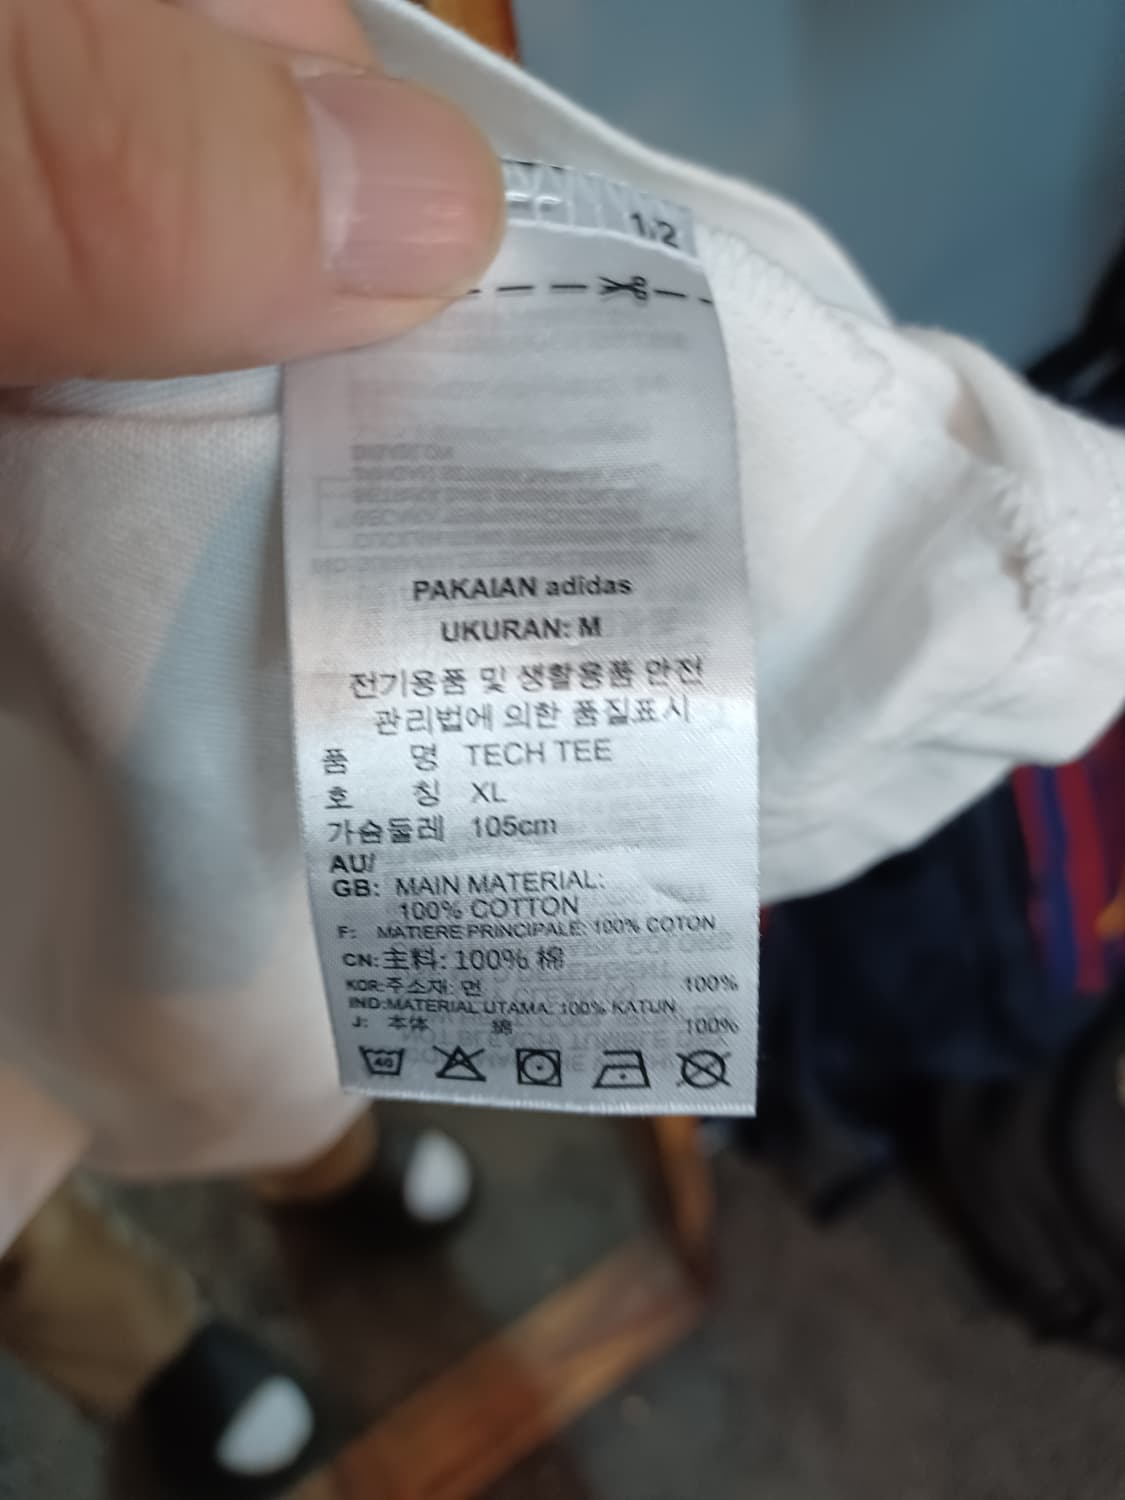 1/2
PAKAIAN adidas
UKURAN: M
전기용품 및 생활용품 안전
관리법에 의한 품질표시
품 명 TECH TEE
호 칭 XL
가슴둘레 105cm
AU/
GB: MAIN MATERIAL:
100% COTTON
F: MATIERE PRINCIPALE: 100% COTON
CN:主料: 100% 棉
KOR:주소재: 면 100%
IND:MATERIAL UTAMA: 100% KATUN
J: 本体 綿 100%
40